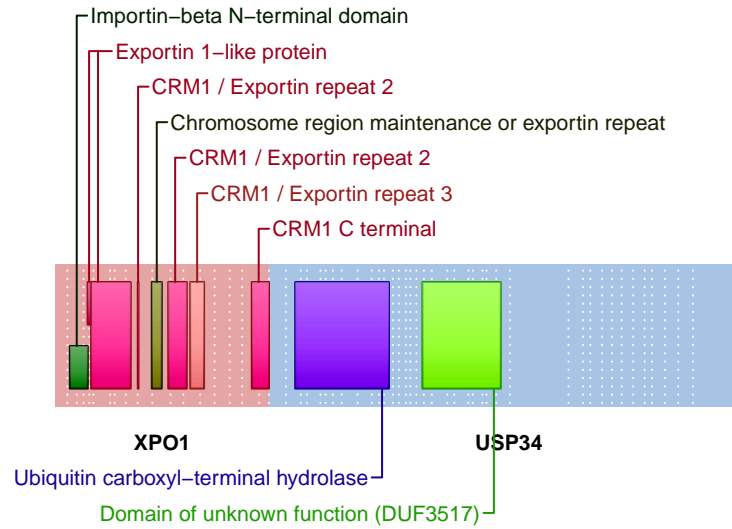 Importin−beta N−terminal domain
Exportin 1−like protein
CRM1 / Exportin repeat 2
Chromosome region maintenance or exportin repeat
CRM1 / Exportin repeat 2
CRM1 / Exportin repeat 3
CRM1 C terminal
XPO1 USP34
Ubiquitin carboxyl−terminal hydrolase
Domain of unknown function (DUF3517)